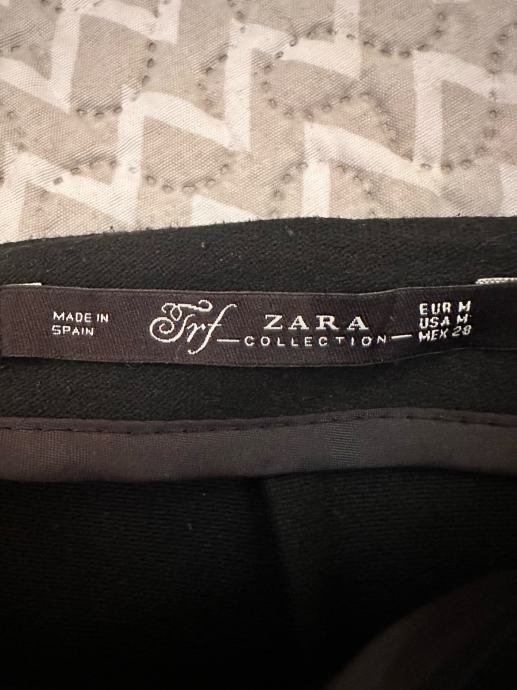 MADE IN
SPAIN
Trf
ZARA
COLLECTION
EUR M
USA M
MEX 28